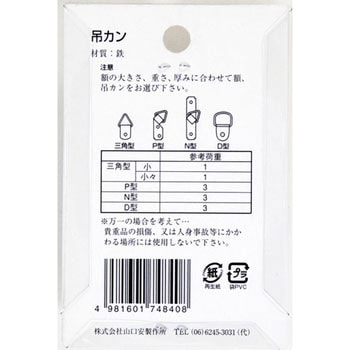 吊カン
材質：鉄
注意
額の大きさ、重さ、厚みに合わせて額、
吊カンをお選び下さい。
三角型 P型 N型 D型
参考荷重
三角型 小 1
小々 1
P型 3
N型 3
D型 3
※万一の場合を考えて…
貴重品の損傷、又は人身事故等にかか
わる場所には使用しないで下さい。
4 981601 748408
紙 プラ
再生紙 袋PVC
株式会社山口安製作所 TEL(大阪) 06)6245-3031（代）